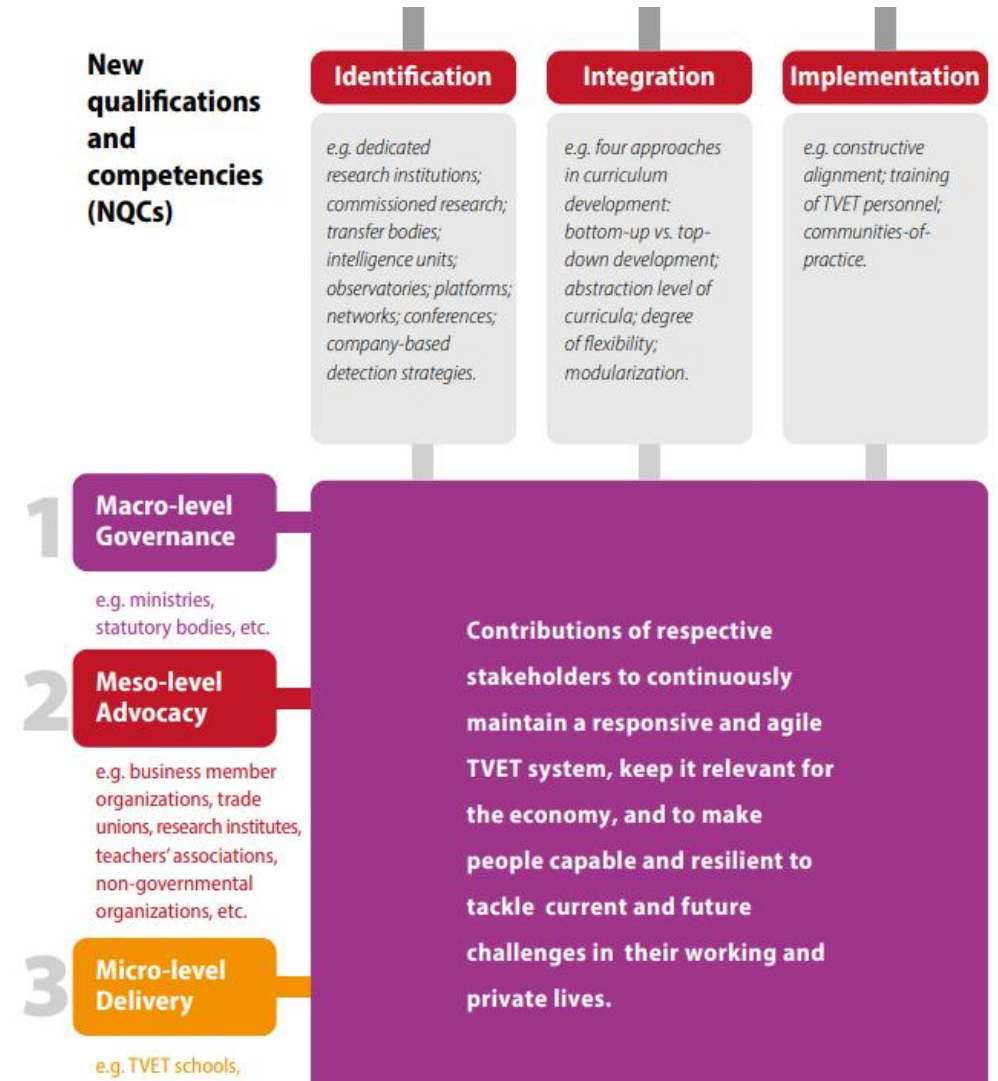 New
qualifications
and
competencies
(NQCs)
Identification
e.g. dedicated
research institutions;
commissioned research;
transfer bodies;
intelligence units;
observatories; platforms;
networks; conferences;
company-based
detection strategies.
Integration
e.g. four approaches
in curriculum
development:
bottom-up vs. top-
down development;
abstraction level of
curricula; degree
of flexibility;
modularization.
Implementation
e.g. constructive
alignment; training
of TVET personnel;
communities-of-
practice.
1
Macro-level
Governance
e.g. ministries,
statutory bodies, etc.
2
Meso-level
Advocacy
e.g. business member
organizations, trade
unions, research institutes,
teachers' associations,
non-governmental
organizations, etc.
3
Micro-level
Delivery
e.g. TVET schools,
Contributions of respective
stakeholders to continuously
maintain a responsive and agile
TVET system, keep it relevant for
the economy, and to make
people capable and resilient to
tackle current and future
challenges in their working and
private lives.